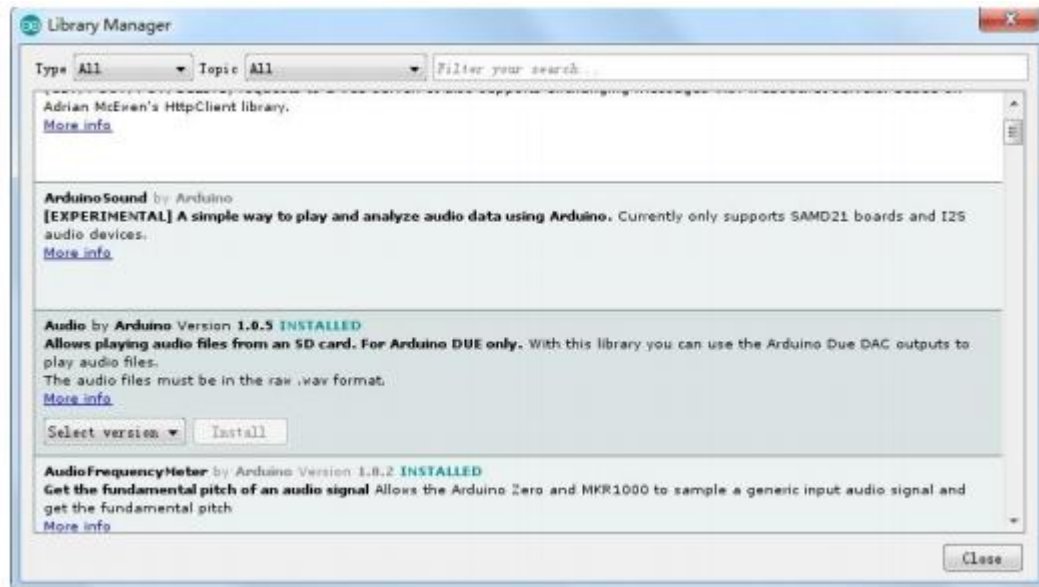 Library Manager
Type All Topic All Filter your search...
Adrian McEwen's HttpClient library.
More info
ArduinoSound by Arduino
[EXPERIMENTAL] A simple way to play and analyze audio data using Arduino. Currently only supports SAMD21 boards and I2S
audio devices.
More info
Audio by Arduino Version 1.0.5 INSTALLED
Allows playing audio files from an SD card. For Arduino DUE only. With this library you can use the Arduino Due DAC outputs to
play audio files.
The audio files must be in the raw .wav format.
More info
Select version Install
AudioFrequencyMeter by Arduino Version 1.0.2 INSTALLED
Get the fundamental pitch of an audio signal Allows the Arduino Zero and MKR1000 to sample a generic input audio signal and
get the fundamental pitch
More info
Close